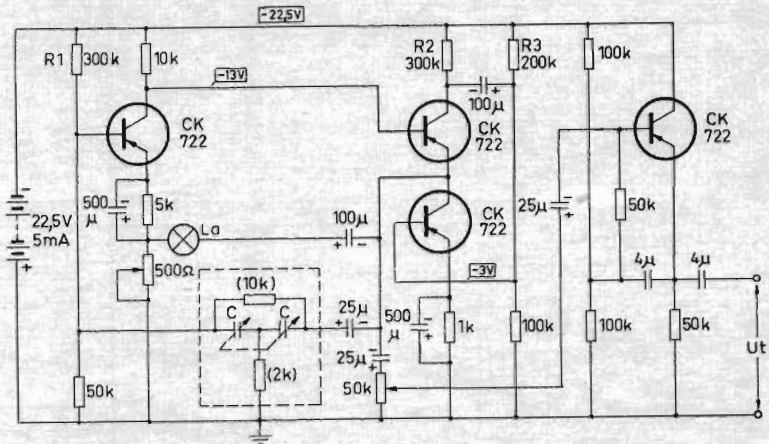 -22,5V
R1
300k
10k
R2
300k
R3
200k
100k
-13V
- +
100μ
CK
722
CK
722
CK
722
CK
722
500
μ
- +
5k
La
100μ
+ -
25μ
- +
50k
22,5V
5mA
- - + +
500Ω
(10k)
C
C
25μ
+ -
500
μ
- +
-3V
4μ
4μ
1k
100k
100k
50k
Ut
50k
(2k)
25μ
- +
50k